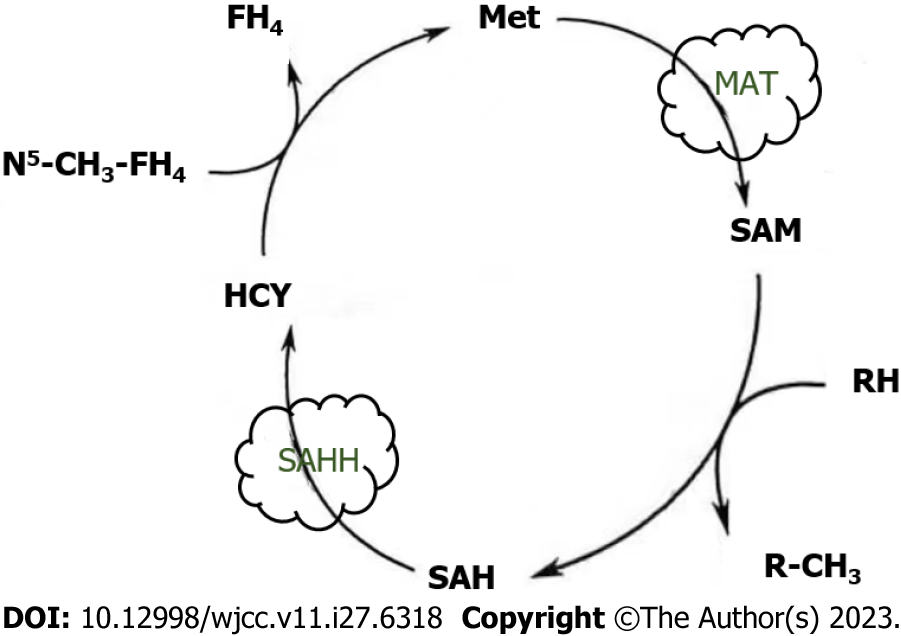 FH₄
Met
MAT
N⁵-CH₃-FH₄
SAM
HCY
RH
SAHH
SAH
R-CH₃
DOI: 10.12998/wjcc.v11.i27.6318 Copyright ©The Author(s) 2023.